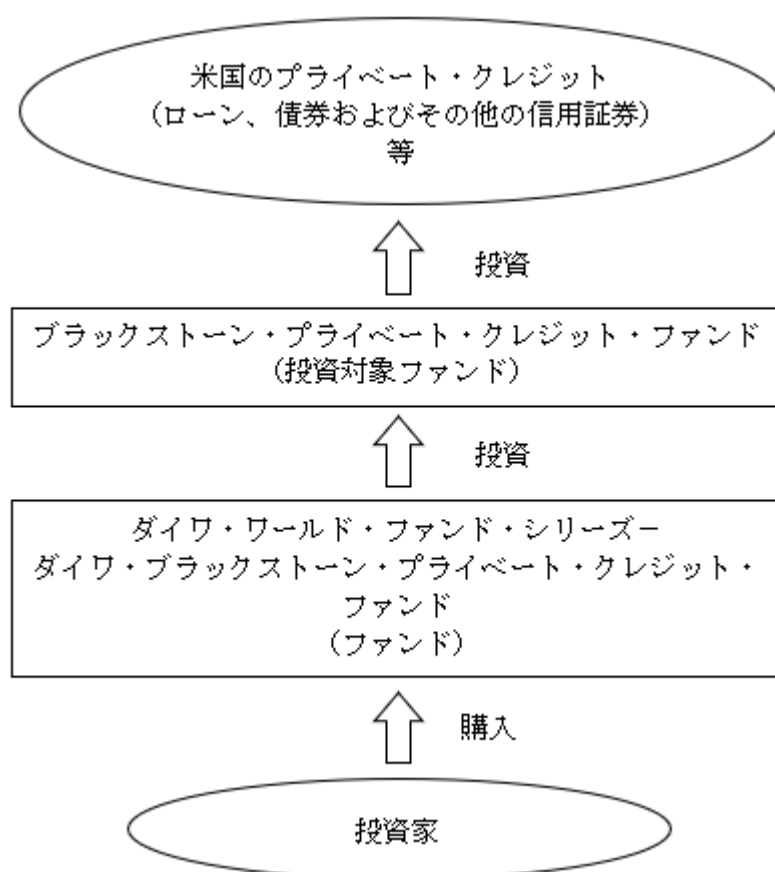 米国のプライベート・クレジット
(ローン、債券およびその他の信用証券)
等
投資
ブラックストーン・プライベート・クレジット・ファンド
(投資対象ファンド)
投資
ダイワ・ワールド・ファンド・シリーズ－
ダイワ・ブラックストーン・プライベート・クレジット・
ファンド
(ファンド)
購入
投資家